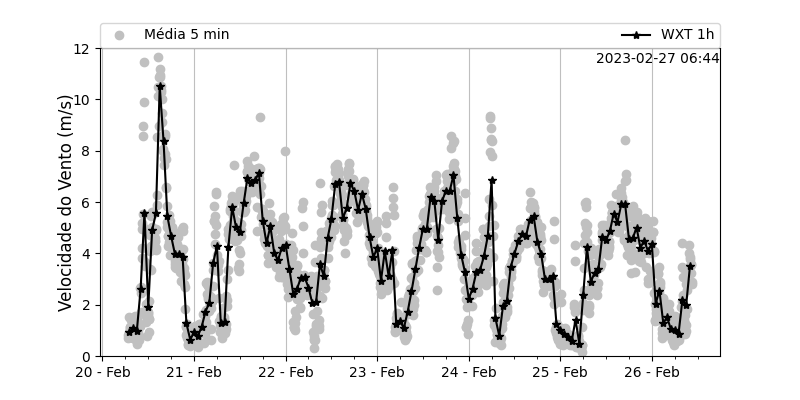 Média 5 min
WXT 1h
2023-02-27 06:44
Velocidade do Vento (m/s)
12
10
8
6
4
2
0
20 - Feb
21 - Feb
22 - Feb
23 - Feb
24 - Feb
25 - Feb
26 - Feb